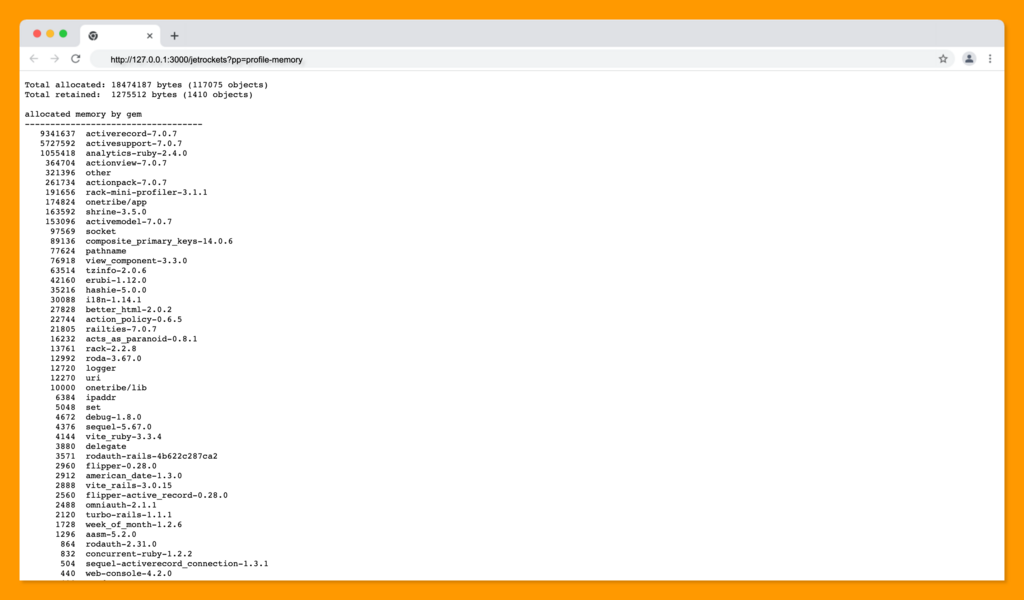 http://127.0.0.1:3000/jetrockets?pp=profile-memory
Total allocated: 18474187 bytes (117075 objects)
Total retained:  1275512 bytes (1410 objects)
allocated memory by gem
-----------------------------------
9341637  activerecord-7.0.7
5727592  activesupport-7.0.7
1055418  analytics-ruby-2.4.0
364704  actionview-7.0.7
321396  other
261734  actionpack-7.0.7
191656  rack-mini-profiler-3.1.1
174824  onetribe/app
163592  shrine-3.5.0
153096  activemodel-7.0.7
97569  socket
89136  composite_primary_keys-14.0.6
77624  pathname
76918  view_component-3.3.0
63514  tzinfo-2.0.6
42160  erubi-1.12.0
35216  hashie-5.0.0
30088  i18n-1.14.1
27828  better_html-2.0.2
22744  action_policy-0.6.5
21805  railties-7.0.7
16232  acts_as_paranoid-0.8.1
13761  rack-2.2.8
12992  roda-3.67.0
12720  logger
12270  uri
10000  onetribe/lib
6384  ipaddr
5048  set
4672  debug-1.8.0
4376  sequel-5.67.0
4144  vite_ruby-3.3.4
3880  delegate
3571  rodauth-rails-4b622c287ca2
2960  flipper-0.28.0
2912  american_date-1.3.0
2888  vite_rails-3.0.15
2560  flipper-active_record-0.28.0
2488  omniauth-2.1.1
2120  turbo-rails-1.1.1
1728  week_of_month-1.2.6
1296  aasm-5.2.0
864  rodauth-2.31.0
832  concurrent-ruby-1.2.2
504  sequel-activerecord_connection-1.3.1
440  web-console-4.2.0